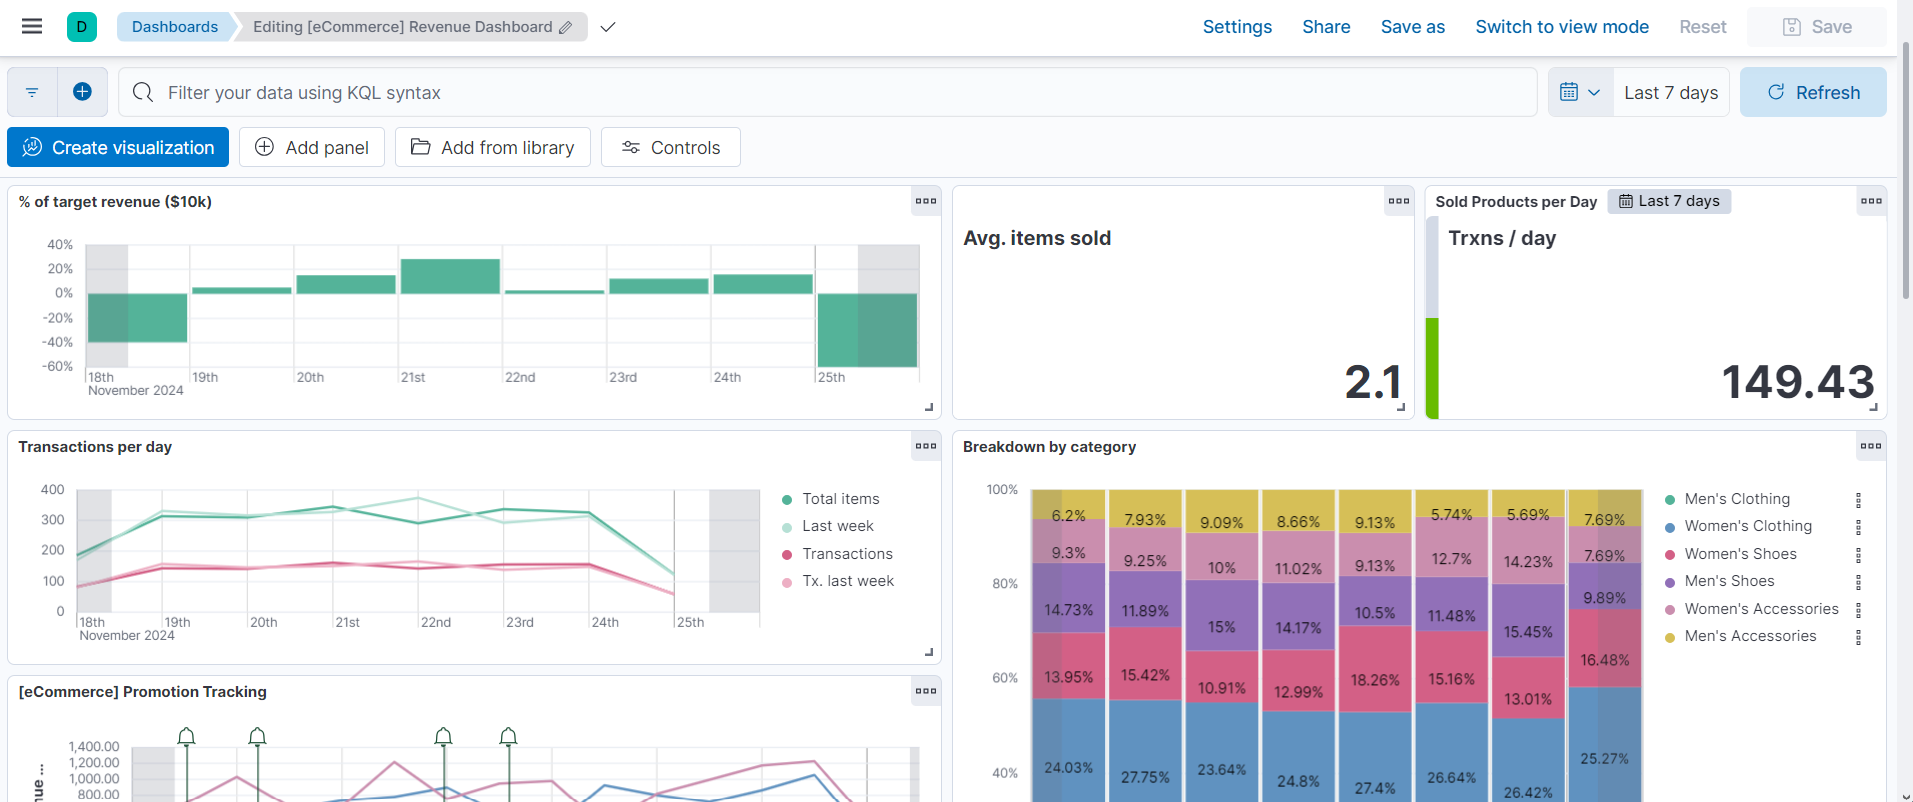 D Dashboards Editing [eCommerce] Revenue Dashboard Settings Share Save as Switch to view mode Reset Save
Filter your data using KQL syntax Last 7 days Refresh
Create visualization Add panel Add from library Controls
% of target revenue ($10k)
40%
20%
0%
-20%
-40%
-60%
18th 19th 20th 21st 22nd 23rd 24th 25th
November 2024
Avg. items sold
2.1
Sold Products per Day Last 7 days
Trxns / day
149.43
Transactions per day
400
300
200
100
0
18th 19th 20th 21st 22nd 23rd 24th 25th
November 2024
Total items
Last week
Transactions
Tx. last week
Breakdown by category
100%
80%
60%
40%
6.2% 7.93% 9.09% 8.66% 9.13% 5.74% 5.69% 7.69%
9.3% 9.25% 10% 11.02% 9.13% 12.7% 14.23% 7.69%
14.73% 11.89% 15% 14.17% 10.5% 11.48% 15.45% 9.89%
13.95% 15.42% 10.91% 12.99% 18.26% 15.16% 13.01% 16.48%
24.03% 27.75% 23.64% 24.8% 27.4% 26.64% 26.42% 25.27%
Men's Clothing
Women's Clothing
Women's Shoes
Men's Shoes
Women's Accessories
Men's Accessories
[eCommerce] Promotion Tracking
1,400.00
1,200.00
1,000.00
800.00